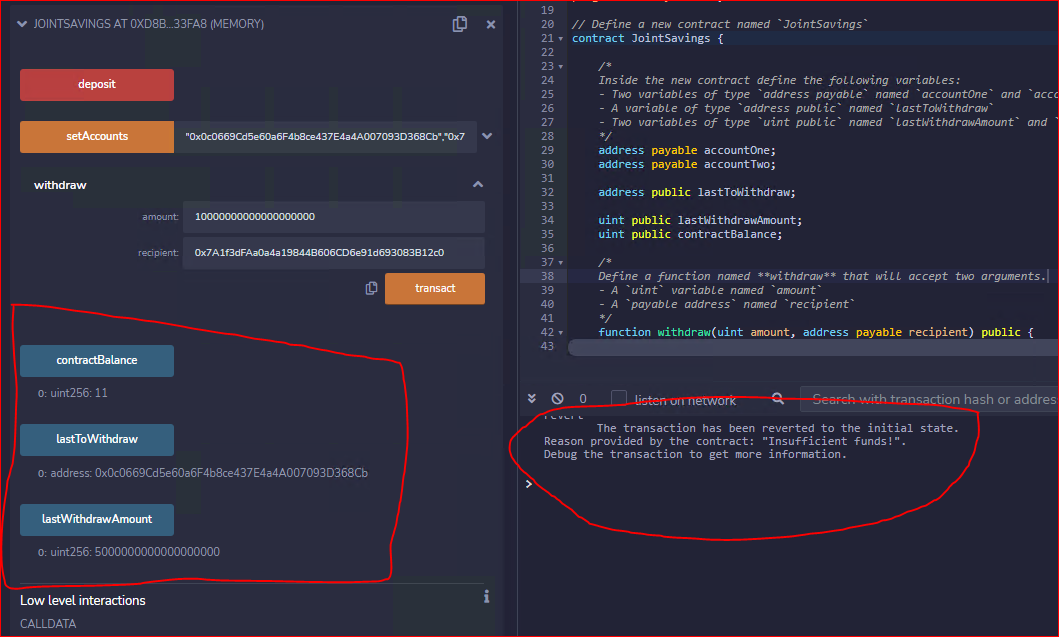 JOINTSAVINGS AT 0XD8B...33FA8 (MEMORY)
deposit
setAccounts
"0x0c0669Cd5e60a6F4b8ce437E4a4A007093D368Cb","0x7
withdraw
amount:
10000000000000000000
recipient:
0x7A1f3dFAa0a4a19844B606CD6e91d693083B12c0
transact
contractBalance
0: uint256: 11
lastToWithdraw
0: address: 0x0c0669Cd5e60a6F4b8ce437E4a4A007093D368Cb
lastWithdrawAmount
0: uint256: 5000000000000000000
Low level interactions
CALLDATA
19
20 // Define a new contract named `JointSavings`
21 contract JointSavings {
22
23 /*
24 Inside the new contract define the following variables:
25 - Two variables of type `address payable` named `accountOne` and `acco
26 - A variable of type `address public` named `lastToWithdraw`
27 - Two variables of type `uint public` named `lastWithdrawAmount` and `
28 */
29 address payable accountOne;
30 address payable accountTwo;
31
32 address public lastToWithdraw;
33
34 uint public lastWithdrawAmount;
35 uint public contractBalance;
36
37 /*
38 Define a function named **withdraw** that will accept two arguments.
39 - A `uint` variable named `amount`
40 - A `payable address` named `recipient`
41 */
42 function withdraw(uint amount, address payable recipient) public {
43
0 listen on network Search with transaction hash or addres
revert
The transaction has been reverted to the initial state.
Reason provided by the contract: "Insufficient funds!".
Debug the transaction to get more information.
>